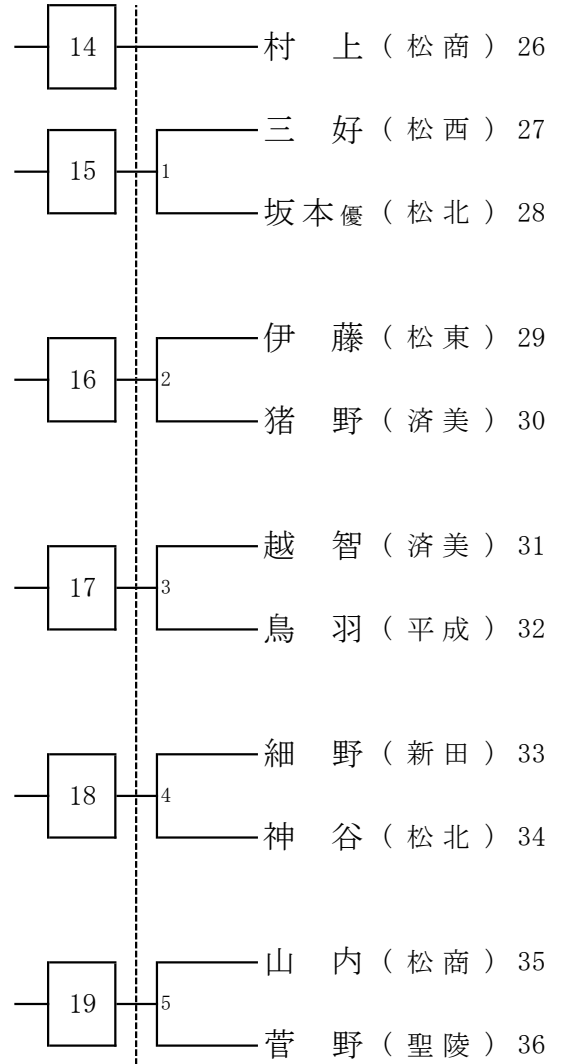 14 村 上 ( 松 商 ) 26
三 好 ( 松 西 ) 27
15 1
坂 本 優 ( 松 北 ) 28
伊 藤 ( 松 東 ) 29
16 2
猪 野 ( 済 美 ) 30
越 智 ( 済 美 ) 31
17 3
鳥 羽 ( 平 成 ) 32
細 野 ( 新 田 ) 33
18 4
神 谷 ( 松 北 ) 34
山 内 ( 松 商 ) 35
19 5
菅 野 ( 聖 陵 ) 36